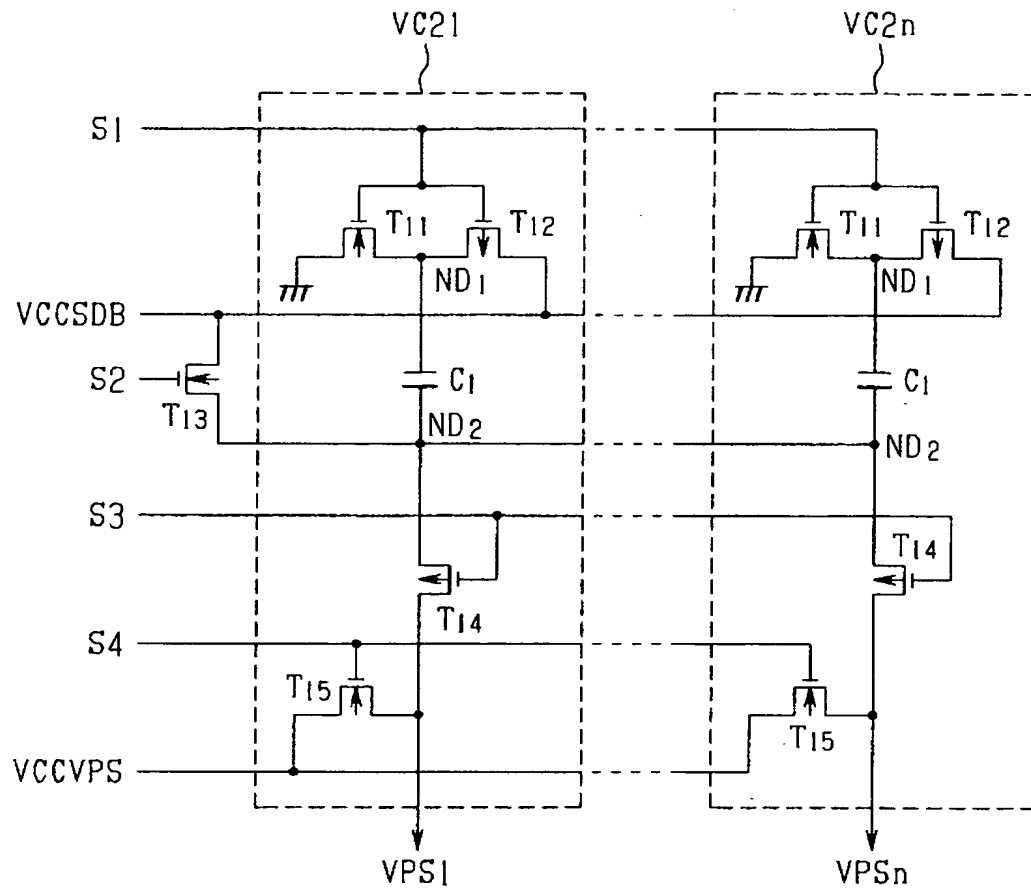 VC21 VC2n
S1
T11 T12 T11 T12
ND1 ND1
VCCSDB
S2 C1 C1
T13
ND2 ND2
S3
T14
T14
S4
T15
T15
VCCVPS
VPS1 VPSn